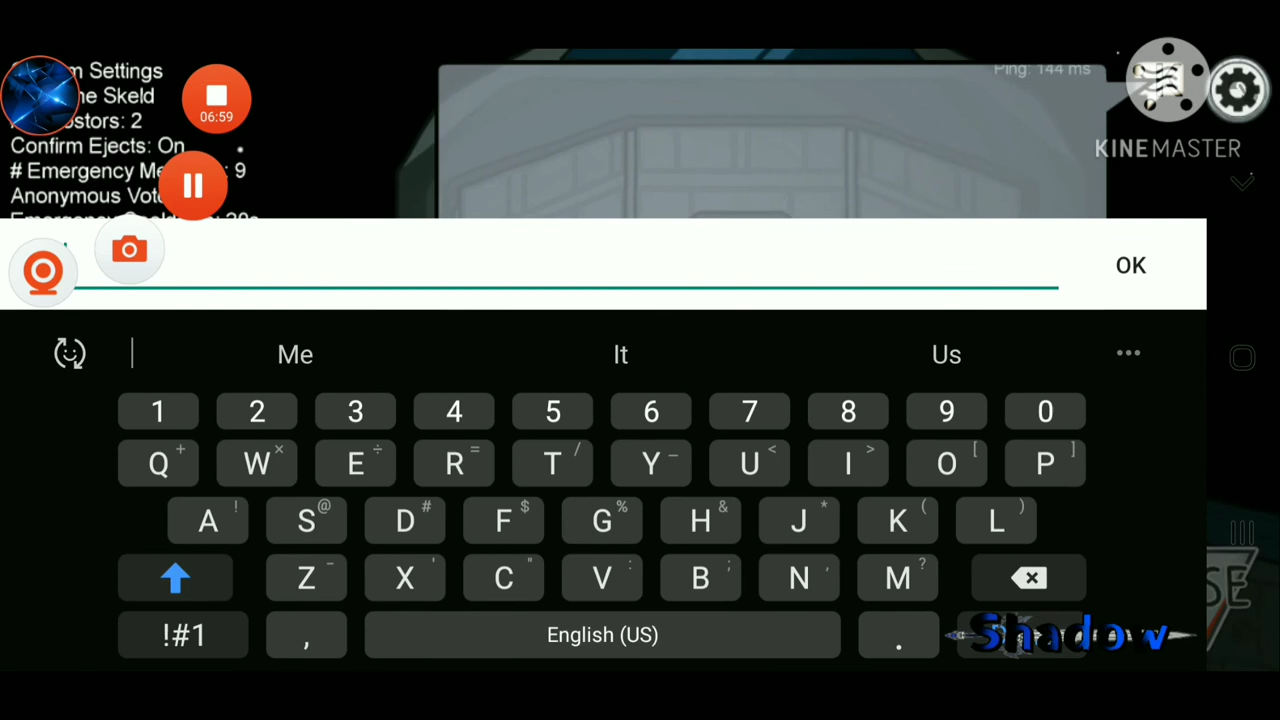 Settings
Ping: 144 ms
06:59
he Skeld
ostors: 2
Confirm Ejects: On
# Emergency Me : 9
Anonymous Vot
KINEMASTER
OK
Me It Us
1 2 3 4 5 6 7 8 9 0
Q + W × E ÷ R = T / Y _ U < I > O [ P ]
A ! S @ D # F $ G % H & J * K ( L )
Z - X ' C " V : B ; N , M ?
!#1 , English (US) .
Shadow